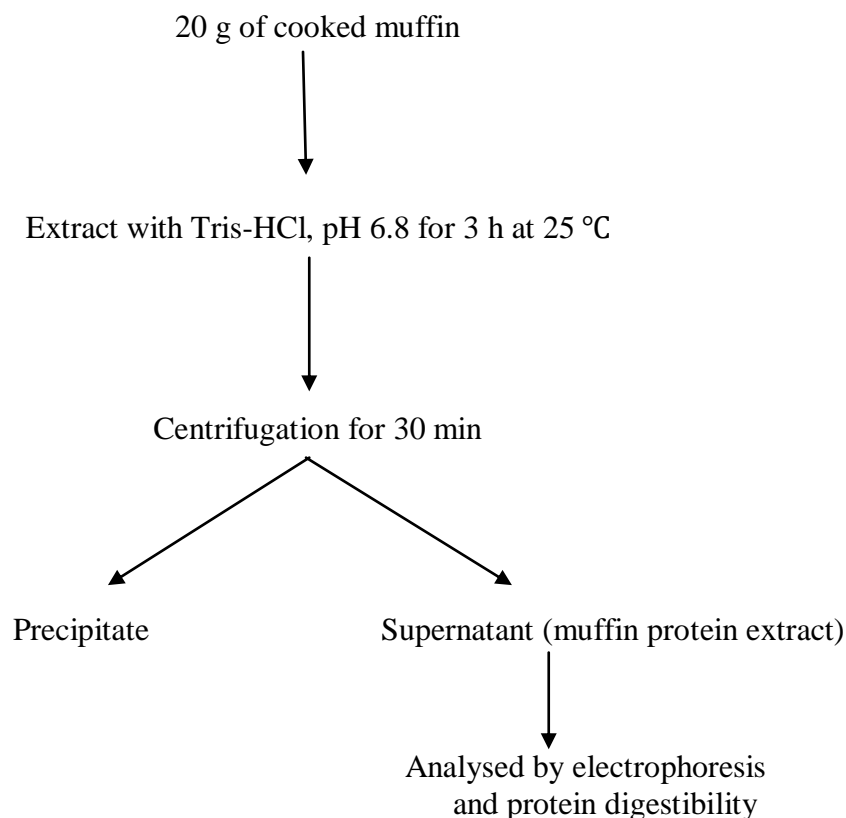 20 g of cooked muffin
Extract with Tris-HCl, pH 6.8 for 3 h at 25 ℃
Centrifugation for 30 min
Precipitate
Supernatant (muffin protein extract)
Analysed by electrophoresis
and protein digestibility